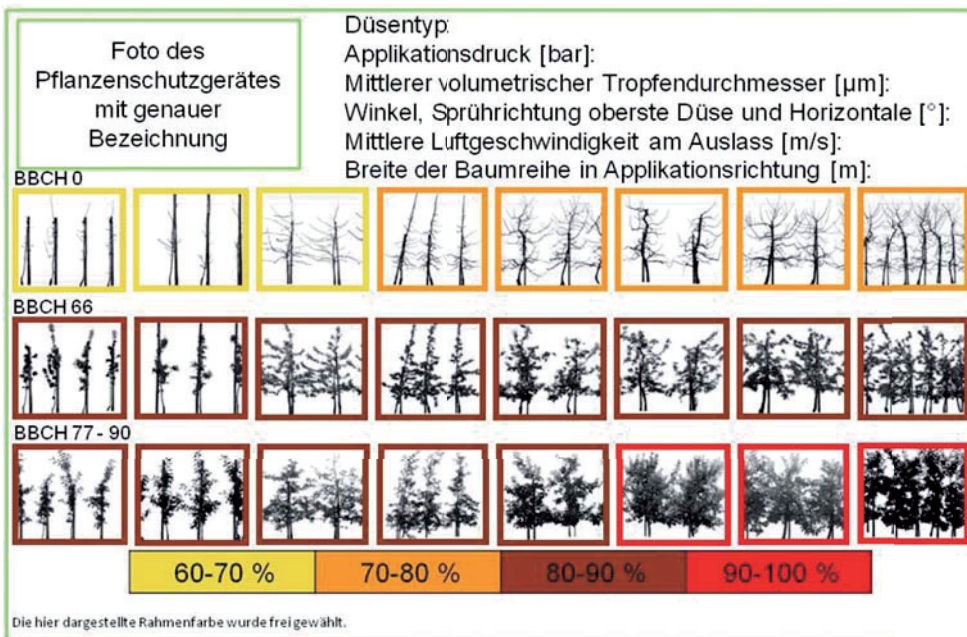 Foto des
Pflanzenschutzgerätes
mit genauer
Bezeichnung
Düsentyp:
Applikationsdruck [bar]:
Mittlerer volumetrischer Tropfendurchmesser [µm]:
Winkel, Sprührichtung oberste Düse und Horizontale [°]:
Mittlere Luftgeschwindigkeit am Auslass [m/s]:
Breite der Baumreihe in Applikationsrichtung [m]:
BBCH 0
BBCH 66
BBCH 77 - 90
60-70 %
70-80 %
80-90 %
90-100 %
Die hier dargestellte Rahmenfarbe wurde frei gewählt.